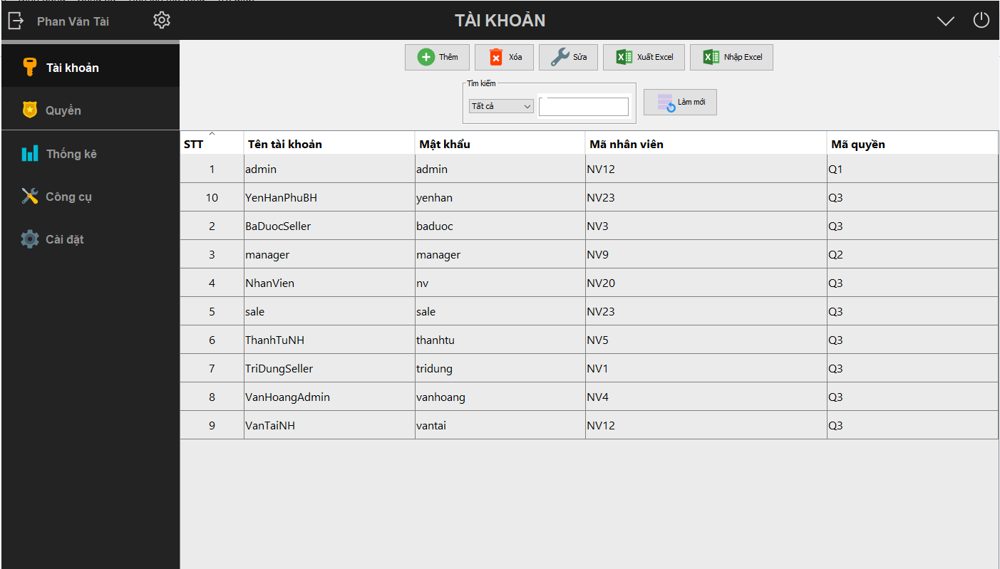 Phan Văn Tài
TÀI KHOẢN
Tài khoản
Quyền
Thống kê
Công cụ
Cài đặt
Thêm
Xóa
Sửa
Xuất Excel
Nhập Excel
Tìm kiếm
Tất cả
Làm mới
STT Tên tài khoản Mật khẩu Mã nhân viên Mã quyền
1 admin admin NV12 Q1
10 YenHanPhuBH yenhan NV23 Q3
2 BaDuocSeller baduoc NV3 Q3
3 manager manager NV9 Q2
4 NhanVien nv NV20 Q3
5 sale sale NV23 Q3
6 ThanhTuNH thanhtu NV5 Q3
7 TriDungSeller tridung NV1 Q3
8 VanHoangAdmin vanhoang NV4 Q3
9 VanTaiNH vantai NV12 Q3